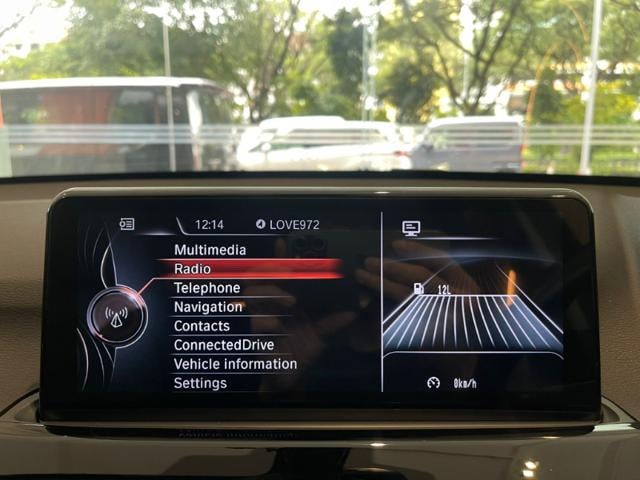 12:14 LOVE972
Multimedia
Radio
Telephone
Navigation
Contacts
ConnectedDrive
Vehicle information
Settings
12L
0km/h